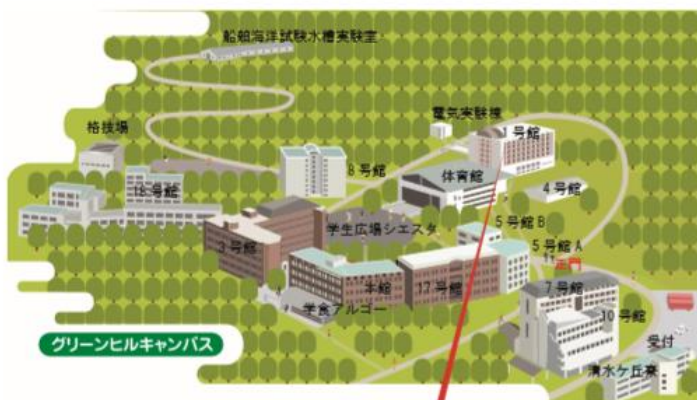 船舶海洋試験水槽実験室
電気実験棟
1号館
格技場
8号館
体育館
18号館
4号館
学生広場シエスタ
5号館B
3号館
5号館A
本館
17号館
7号館
学食アルゴー
10号館
受付
グリーンヒルキャンパス
清水ケ丘寮